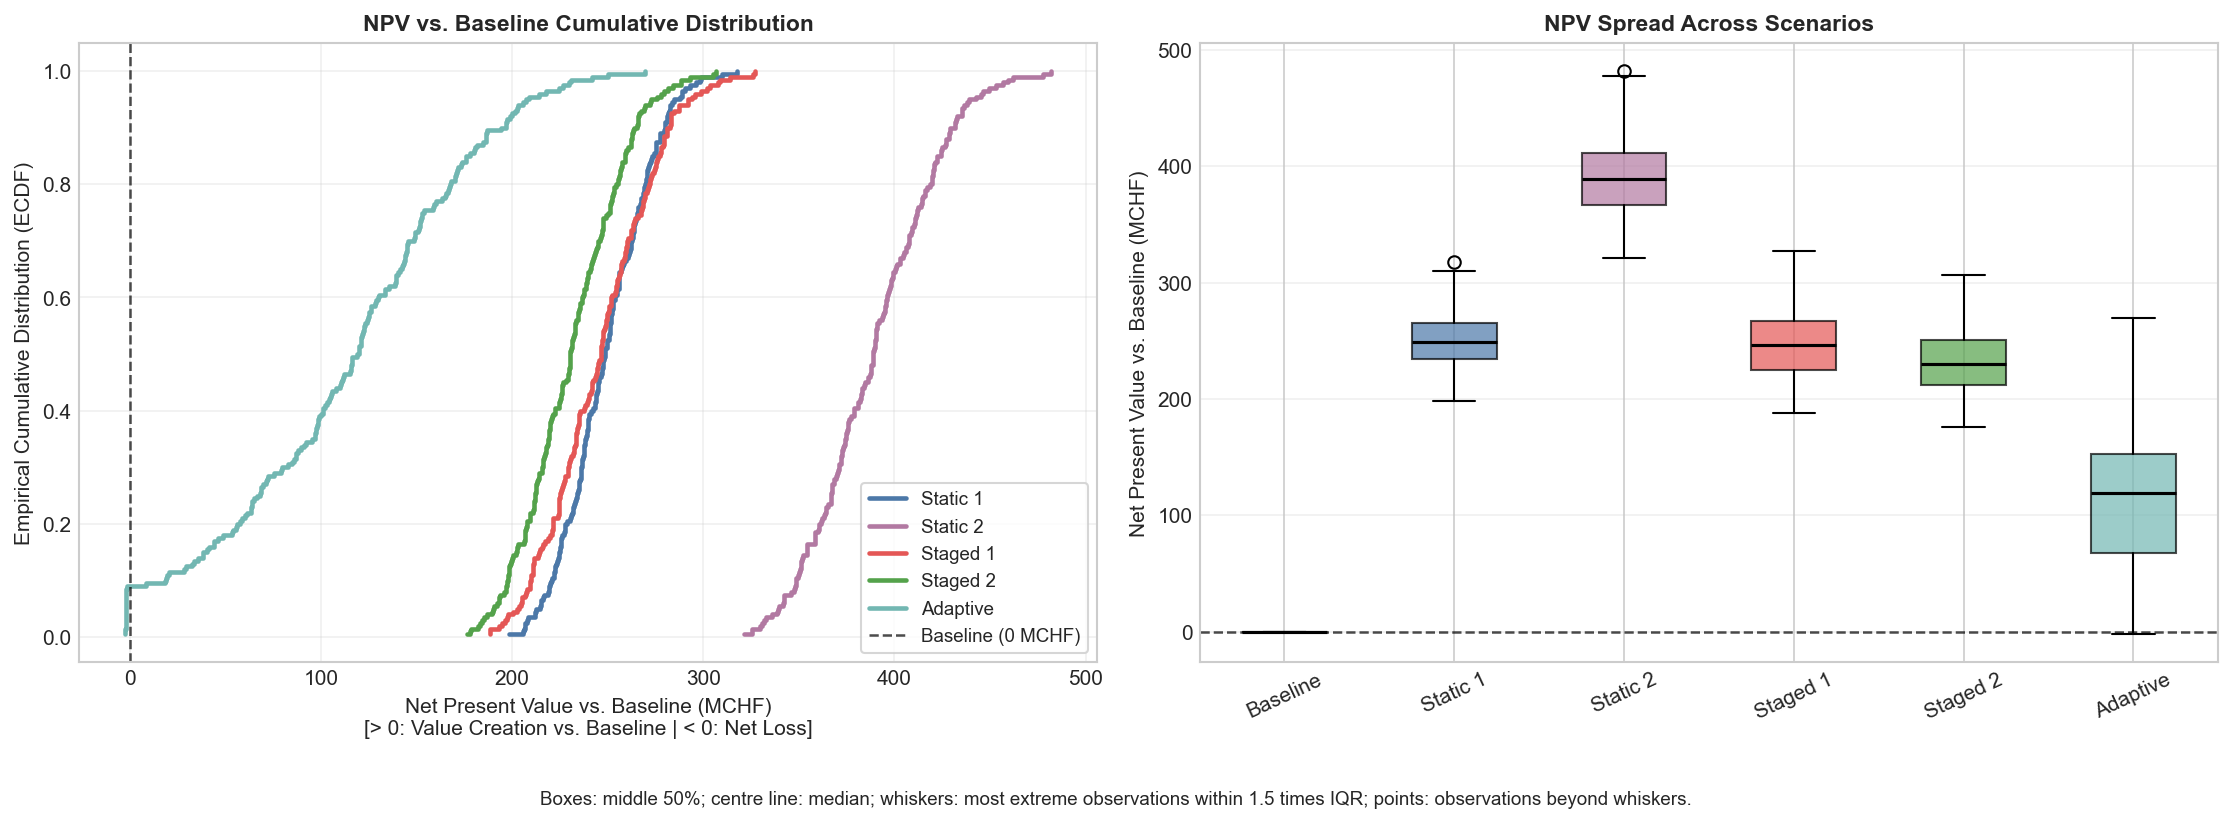 NPV vs. Baseline Cumulative Distribution
Empirical Cumulative Distribution (ECDF)
1.0
0.8
0.6
0.4
0.2
0.0
0
100
200
300
400
500
Static 1
Static 2
Staged 1
Staged 2
Adaptive
Baseline (0 MCHF)
Net Present Value vs. Baseline (MCHF)
[> 0: Value Creation vs. Baseline | < 0: Net Loss]
NPV Spread Across Scenarios
Net Present Value vs. Baseline (MCHF)
500
400
300
200
100
0
Baseline
Static 1
Static 2
Staged 1
Staged 2
Adaptive
Boxes: middle 50%; centre line: median; whiskers: most extreme observations within 1.5 times IQR; points: observations beyond whiskers.